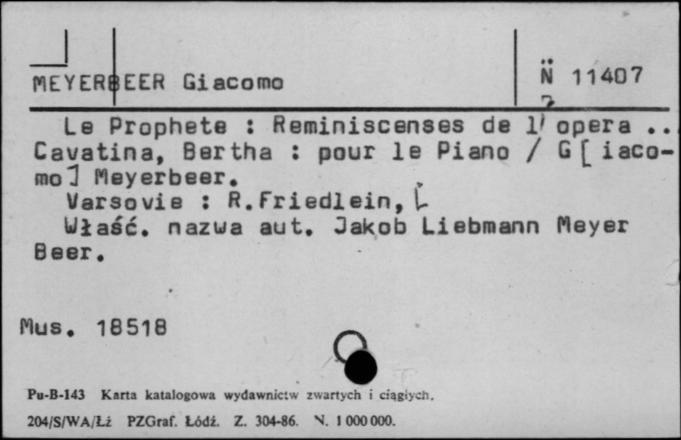 MEYERBEER Giacomo N̈ 11407
Le Prophete : Reminiscenses de l'opera ..
Cavatina, Bertha : pour le Piano / G[iaco-
mo] Meyerbeer.
Varsovie : R.Friedlein,
Właść. nazwa aut. Jakob Liebmann Meyer
Beer.
Mus. 18518
Pu-B-143 Karta katalogowa wydawnictw zwartych i ciągłych.
204/S/WA/Łż PZGraf. Łódź. Z. 304-86. N. 1 000 000.